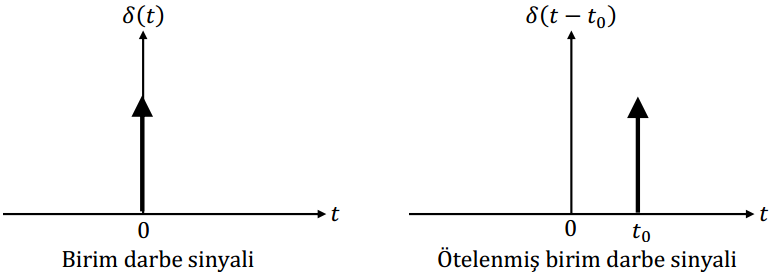 δ(t)
t
0
Birim darbe sinyali
δ(t − t₀)
t
0
t₀
Ötelenmiş birim darbe sinyali